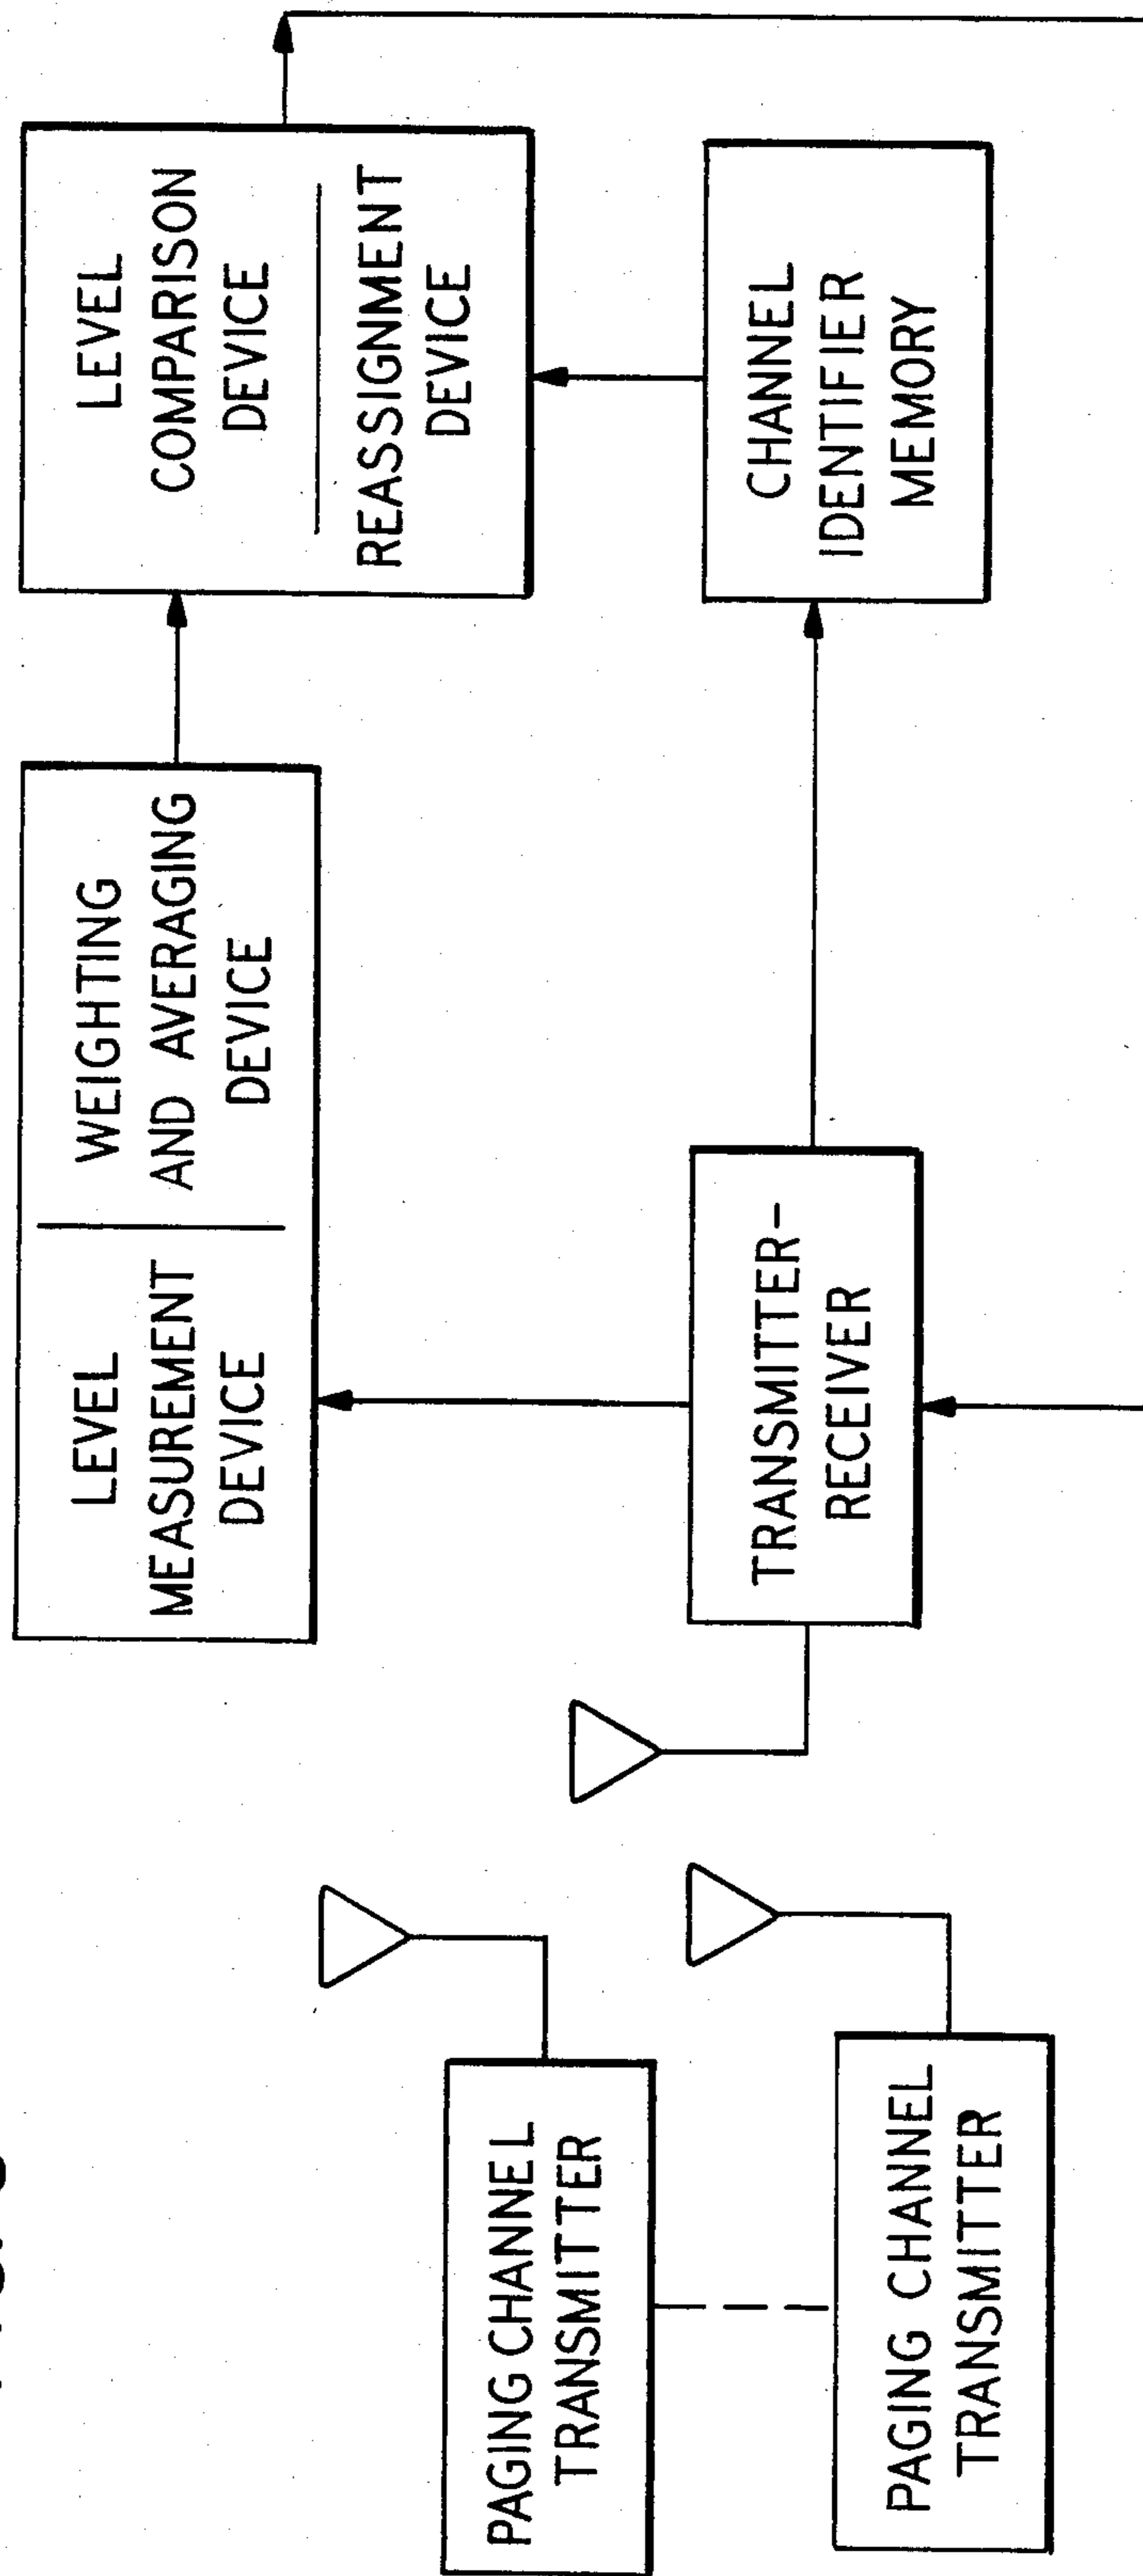 LEVEL
MEASUREMENT
DEVICE
WEIGHTING
AND AVERAGING
DEVICE
LEVEL
COMPARISON
DEVICE
REASSIGNMENT
DEVICE
PAGING CHANNEL
TRANSMITTER
PAGING CHANNEL
TRANSMITTER
TRANSMITTER-
RECEIVER
CHANNEL
IDENTIFIER
MEMORY